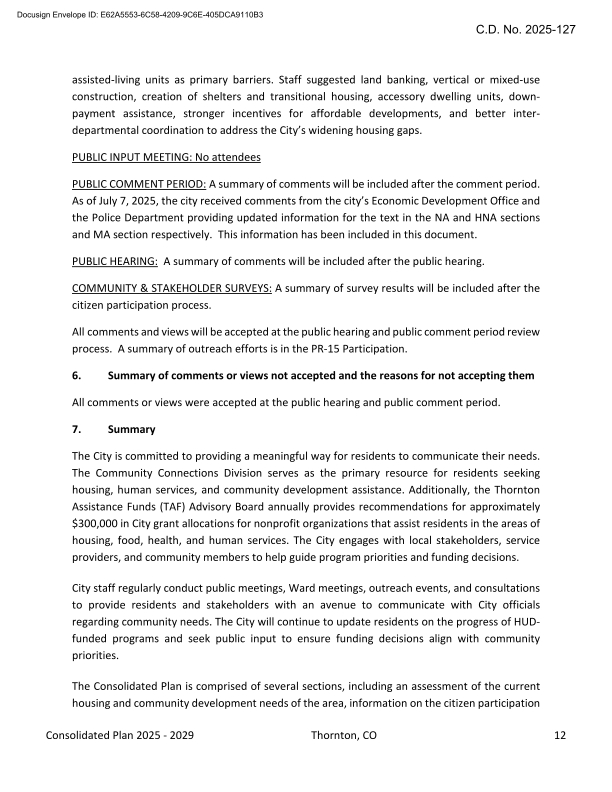 Docusign Envelope ID: E62A5553-6C58-4209-9C6E-405DCA9110B3
C.D. No. 2025-127
assisted-living units as primary barriers. Staff suggested land banking, vertical or mixed-use
construction, creation of shelters and transitional housing, accessory dwelling units, down-
payment assistance, stronger incentives for affordable developments, and better inter-
departmental coordination to address the City’s widening housing gaps.
PUBLIC INPUT MEETING: No attendees
PUBLIC COMMENT PERIOD: A summary of comments will be included after the comment period.
As of July 7, 2025, the city received comments from the city’s Economic Development Office and
the Police Department providing updated information for the text in the NA and HNA sections
and MA section respectively.  This information has been included in this document.
PUBLIC HEARING:  A summary of comments will be included after the public hearing.
COMMUNITY & STAKEHOLDER SURVEYS: A summary of survey results will be included after the
citizen participation process.
All comments and views will be accepted at the public hearing and public comment period review
process.  A summary of outreach efforts is in the PR-15 Participation.
6. Summary of comments or views not accepted and the reasons for not accepting them
All comments or views were accepted at the public hearing and public comment period.
7. Summary
The City is committed to providing a meaningful way for residents to communicate their needs.
The Community Connections Division serves as the primary resource for residents seeking
housing, human services, and community development assistance. Additionally, the Thornton
Assistance Funds (TAF) Advisory Board annually provides recommendations for approximately
$300,000 in City grant allocations for nonprofit organizations that assist residents in the areas of
housing, food, health, and human services. The City engages with local stakeholders, service
providers, and community members to help guide program priorities and funding decisions.
City staff regularly conduct public meetings, Ward meetings, outreach events, and consultations
to provide residents and stakeholders with an avenue to communicate with City officials
regarding community needs. The City will continue to update residents on the progress of HUD-
funded programs and seek public input to ensure funding decisions align with community
priorities.
The Consolidated Plan is comprised of several sections, including an assessment of the current
housing and community development needs of the area, information on the citizen participation
Consolidated Plan 2025 - 2029 Thornton, CO 12